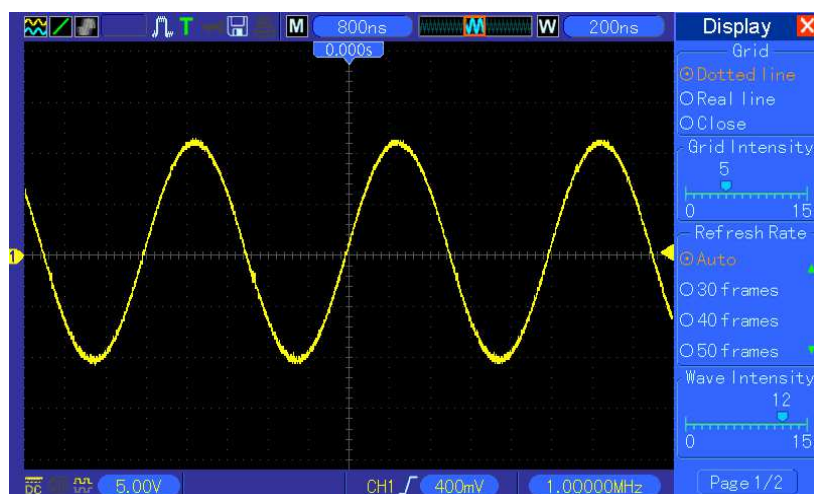 T M 800ns W 200ns Display
0.000s
Grid
Dotted line
Real line
Close
Grid Intensity
5
0 15
Refresh Rate
Auto
30 frames
40 frames
50 frames
Wave Intensity
12
0 15
1
DC 5.00V CH1 400mV 1.00000MHz Page 1/2